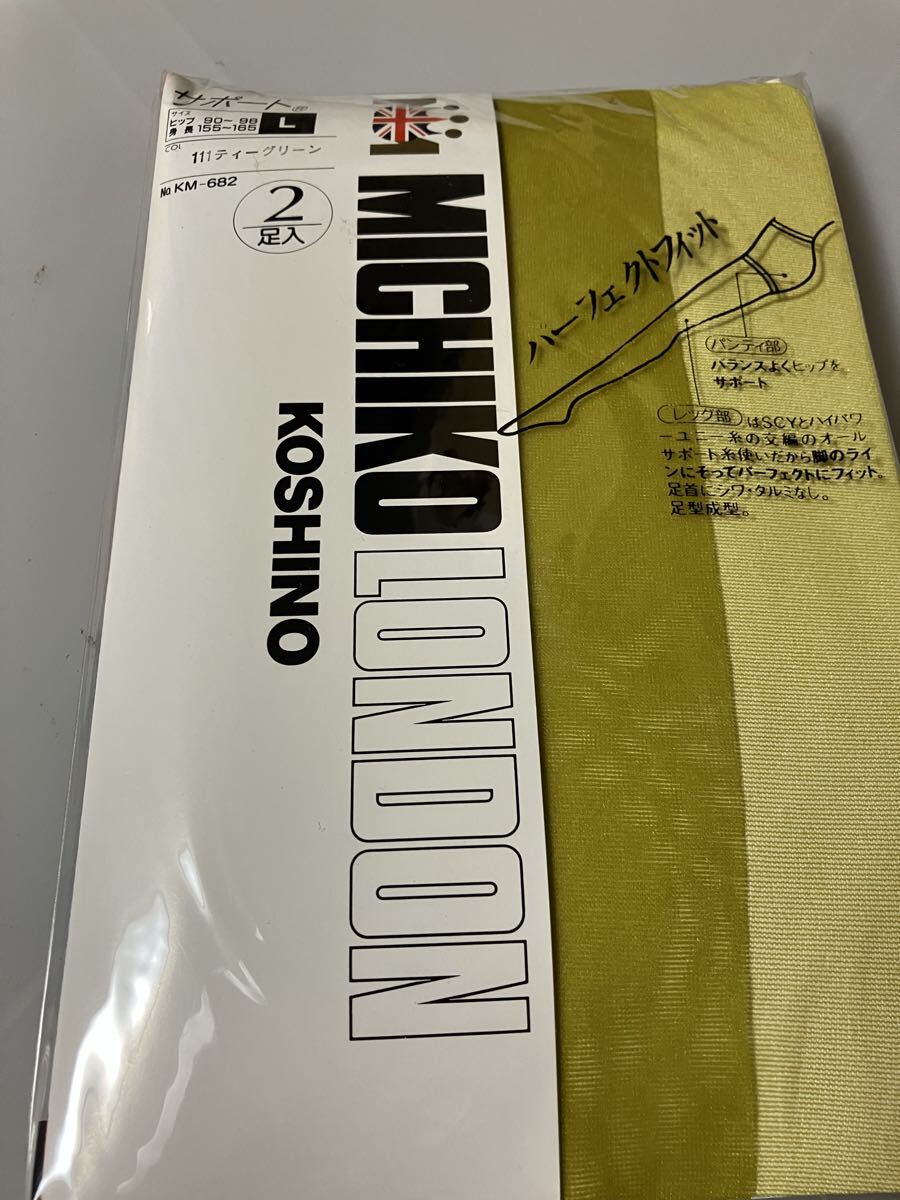 サポート
サイズ
ヒップ 90～98
身長 155～165
L
COL
111ティーグリーン
No. KM-682
2
足入
MICHIKO LONDON
KOSHINO
パーフェクトフィット
パンティ部
バランスよくヒップを
サポート
レッグ部はSCYとハイパワ
ーユニー糸の交編のオール
サポート糸使いだから脚のライ
ンにそってパーフェクトにフィット。
足首にシワ・タルミなし。
足型成型。